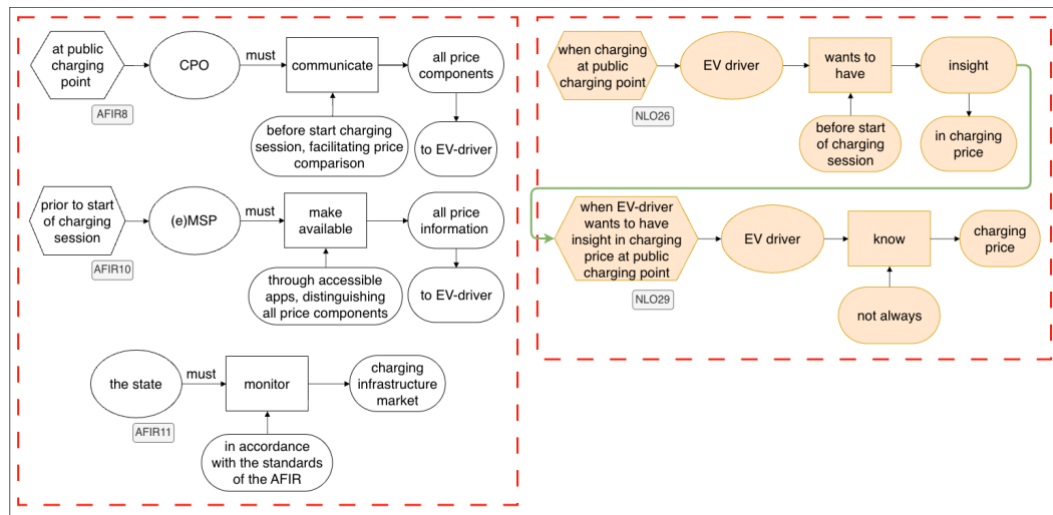 at public
charging
point
CPO
must
communicate
all price
components
AFIR8
before start charging
session, facilitating price
comparison
to EV-driver
prior to start
of charging
session
(e)MSP
must
make
available
all price
information
AFIR10
through accessible
apps, distinguishing
all price components
to EV-driver
the state
must
monitor
charging
infrastructure
market
AFIR11
in accordance
with the standards
of the AFIR
when charging
at public
charging point
EV driver
wants to
have
insight
NLO26
before start
of charging
session
in charging
price
when EV-driver
wants to have
insight in charging
price at public
charging point
EV driver
know
charging
price
NLO29
not always